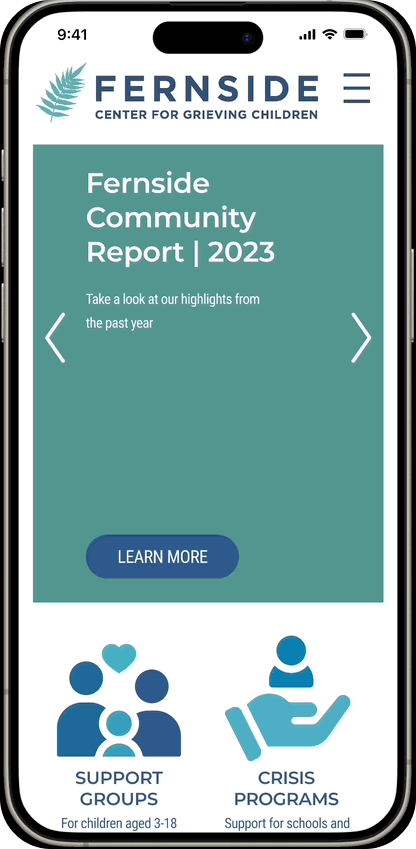 9:41
FERNSIDE
CENTER FOR GRIEVING CHILDREN
Fernside
Community
Report | 2023
Take a look at our highlights from
the past year
LEARN MORE
SUPPORT
GROUPS
For children aged 3-18
CRISIS
PROGRAMS
Support for schools and